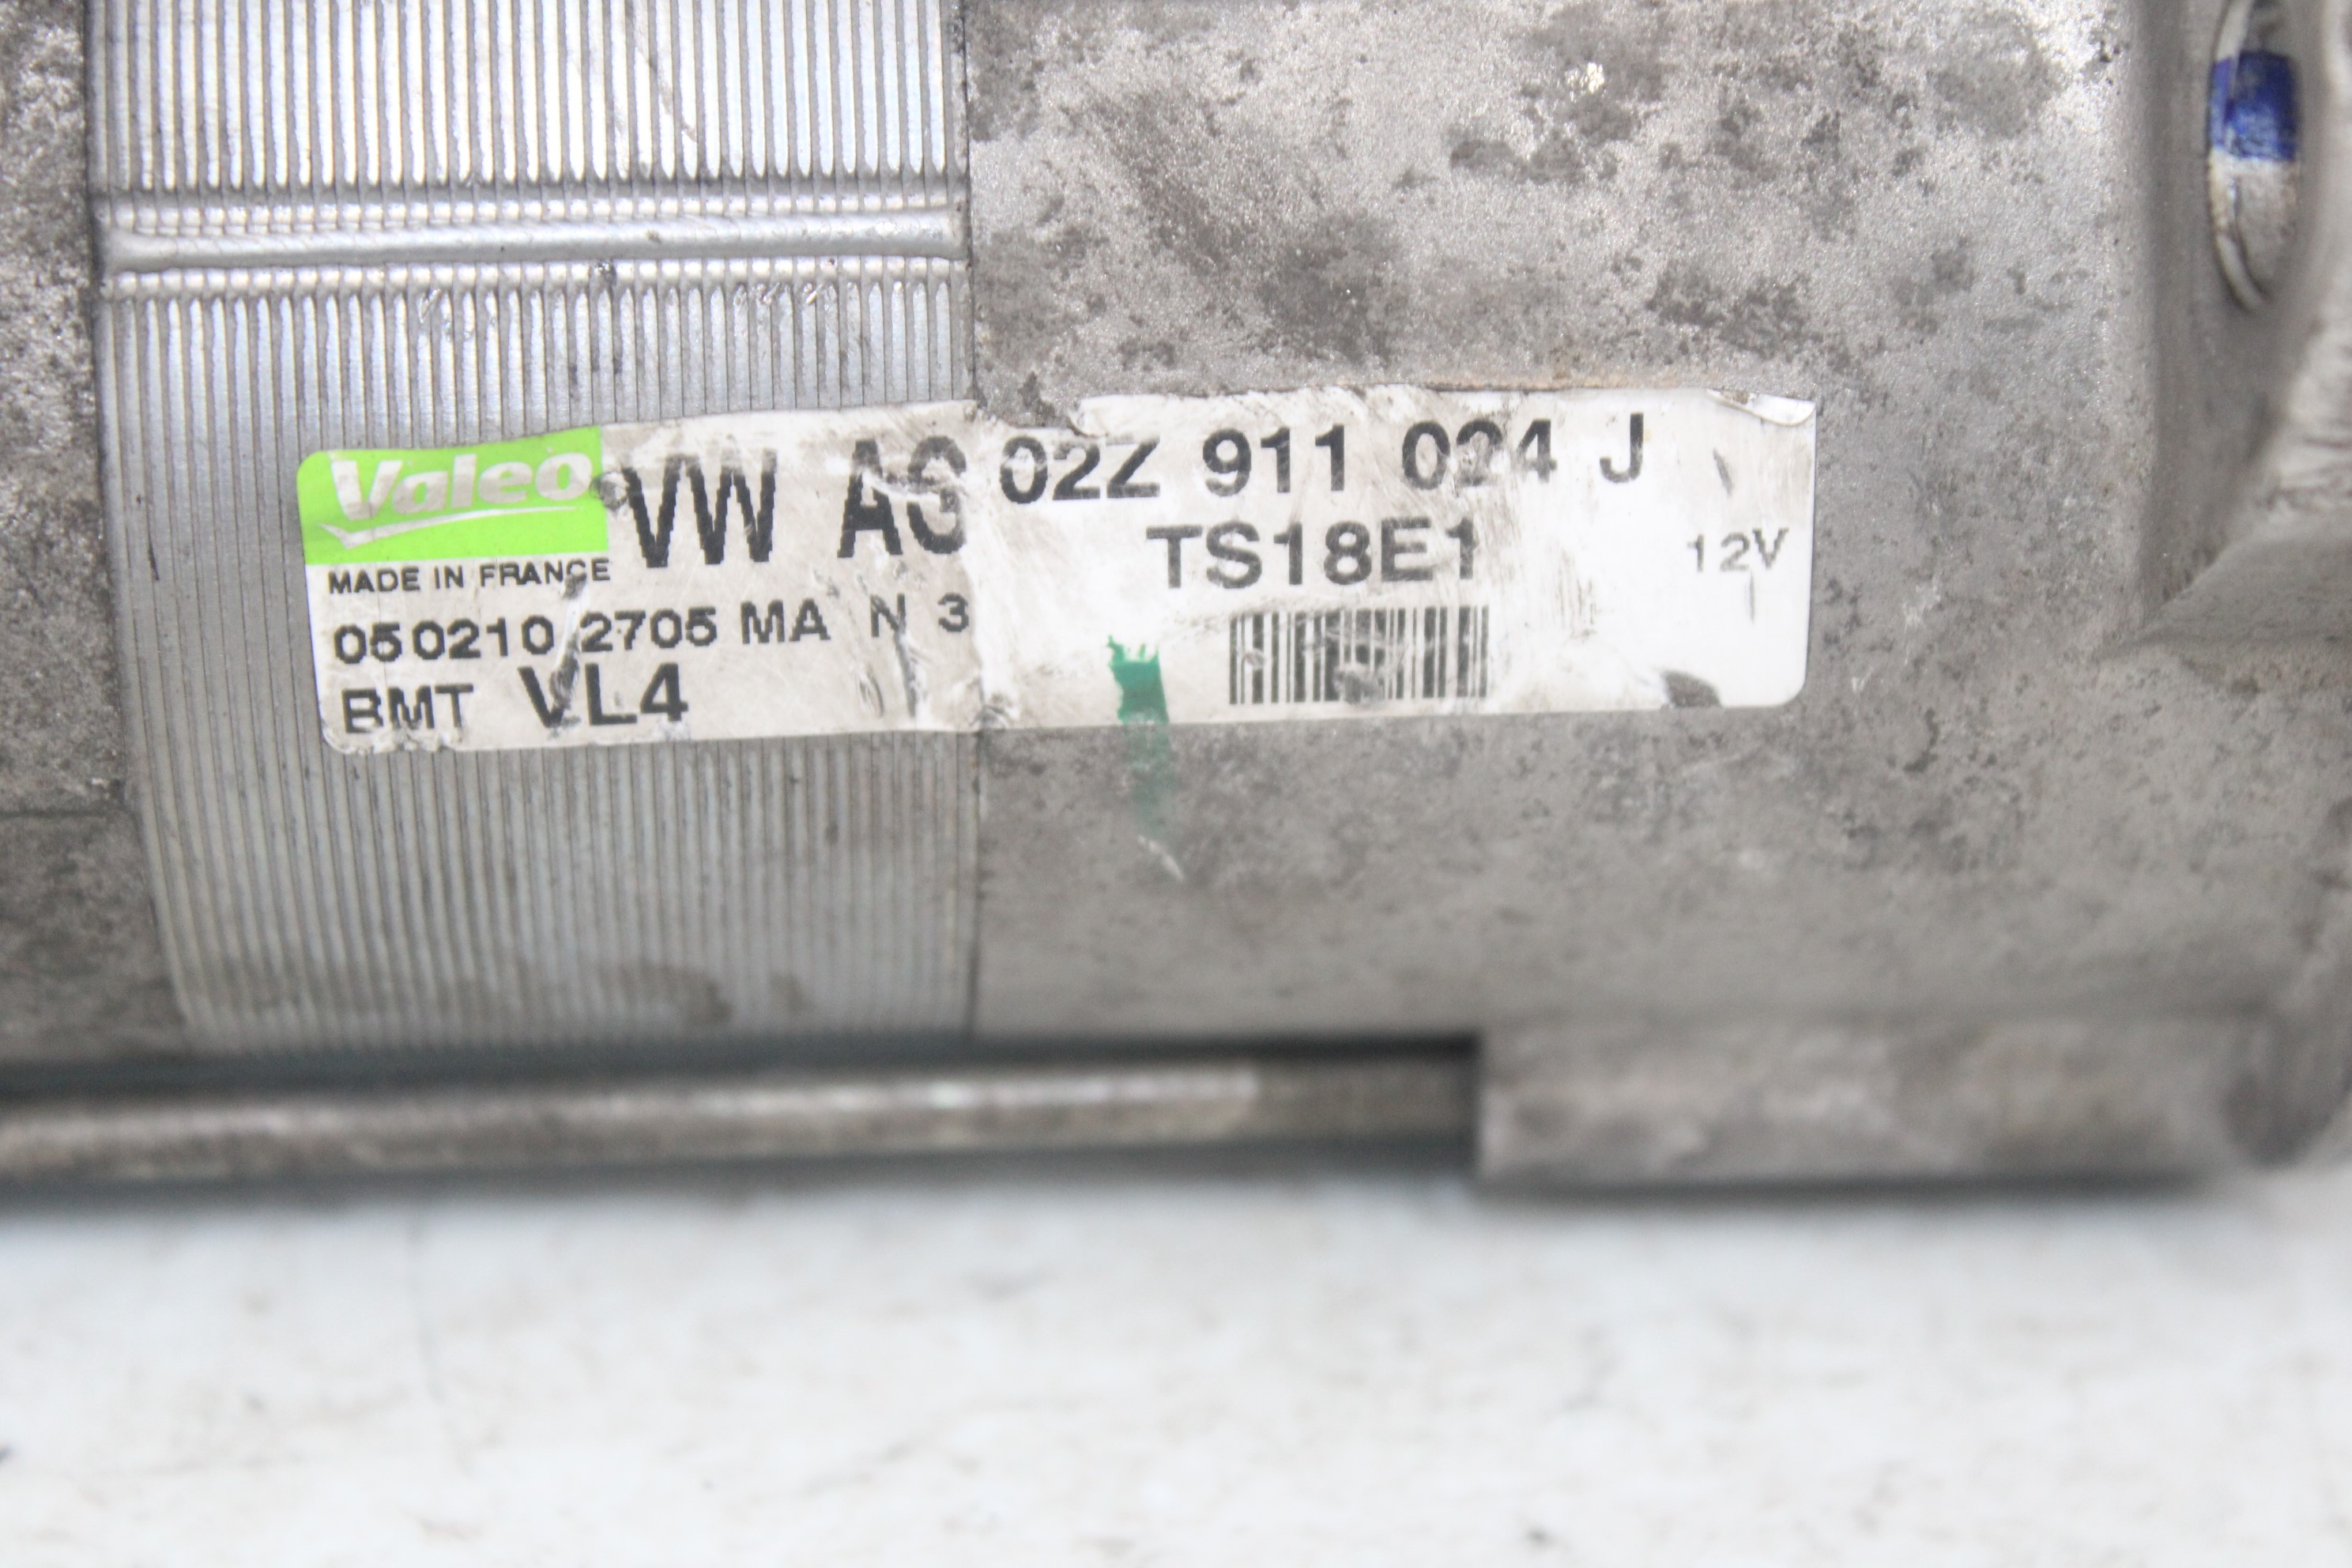 Valeo VW AG 02Z 911 024 J
TS18E1 12V
MADE IN FRANCE
050210 2705 MA N 3
BMT VL4